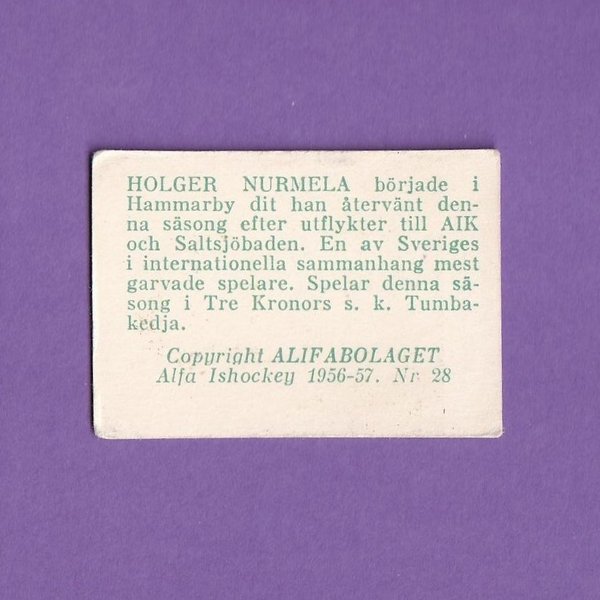 HOLGER NURMELA började i
Hammarby dit han återvänt den-
na säsong efter utflykter till AIK
och Saltsjöbaden. En av Sveriges
i internationella sammanhang mest
garvade spelare. Spelar denna sä-
song i Tre Kronors s. k. Tumba-
kedja.
Copyright ALIFABOLAGET
Alfa Ishockey 1956-57. Nr 28